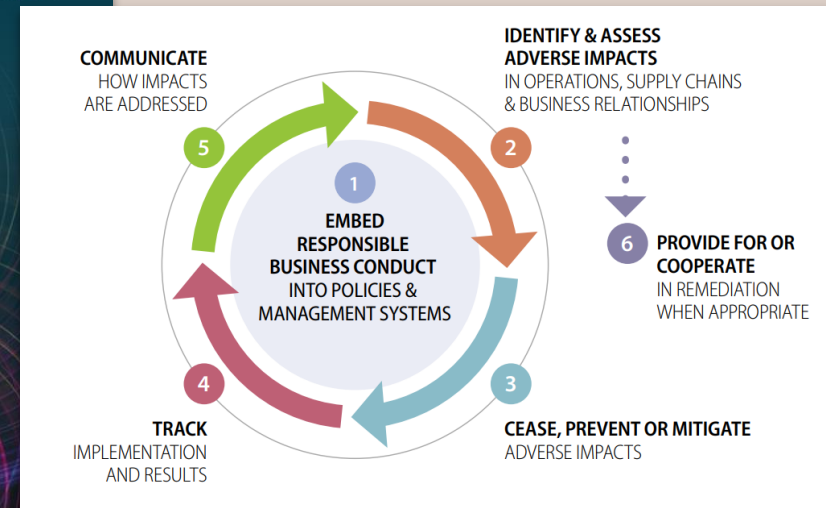 1
EMBED
RESPONSIBLE
BUSINESS CONDUCT
INTO POLICIES &
MANAGEMENT SYSTEMS
2
IDENTIFY & ASSESS
ADVERSE IMPACTS
IN OPERATIONS, SUPPLY CHAINS
& BUSINESS RELATIONSHIPS
3
CEASE, PREVENT OR MITIGATE
ADVERSE IMPACTS
4
TRACK
IMPLEMENTATION
AND RESULTS
5
COMMUNICATE
HOW IMPACTS
ARE ADDRESSED
6
PROVIDE FOR OR
COOPERATE
IN REMEDIATION
WHEN APPROPRIATE